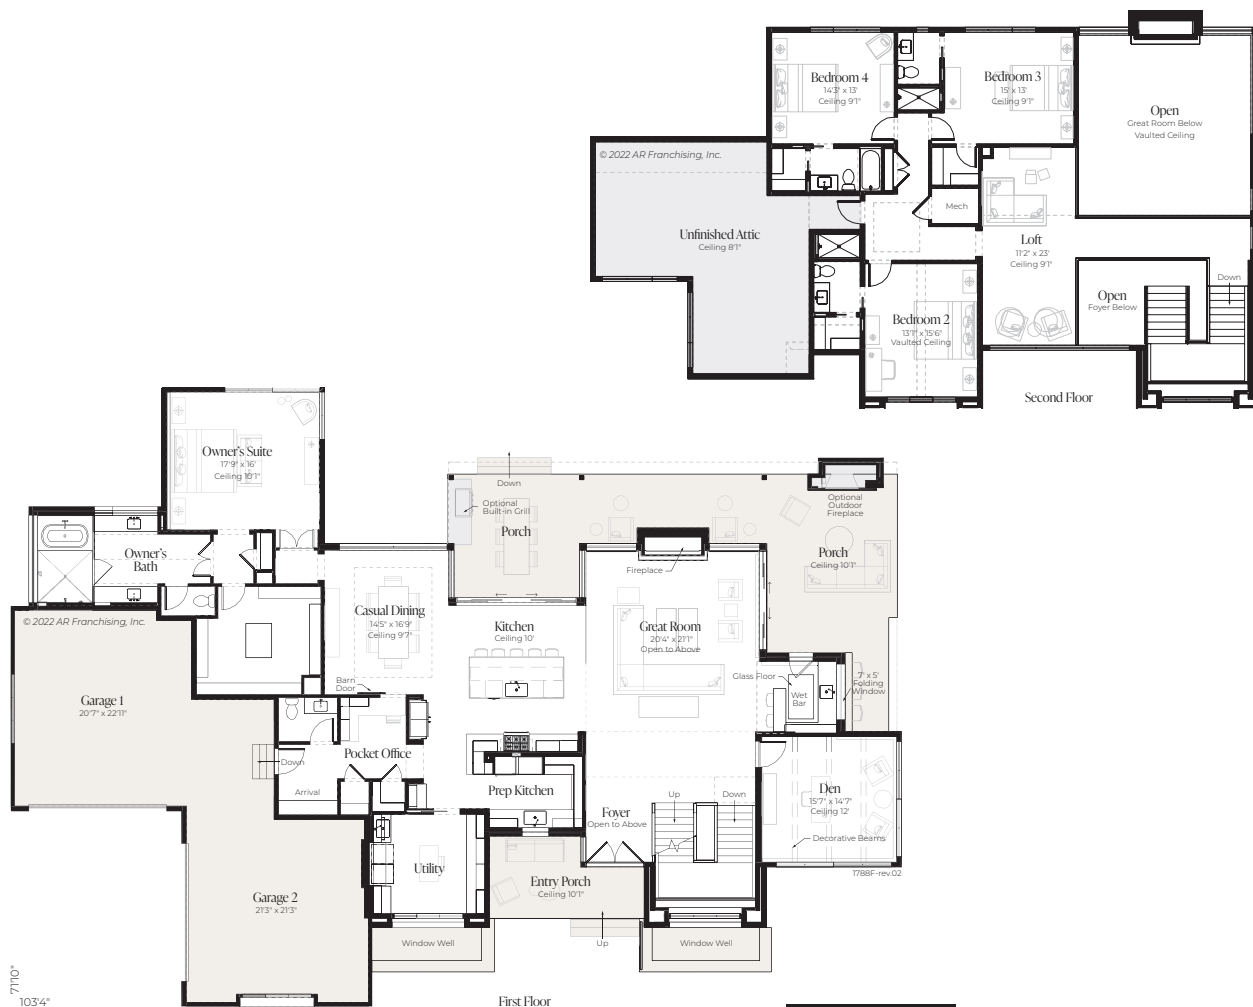 Bedroom 4
14'3" x 13'
Ceiling 9'1"
Bedroom 3
15' x 13'
Ceiling 9'1"
Open
Great Room Below
Vaulted Ceiling
© 2022 AR Franchising, Inc.
Unfinished Attic
Ceiling 8'1"
Mech
Loft
11'2" x 23'
Ceiling 9'1"
Down
Open
Foyer Below
Bedroom 2
13'1" x 15'6"
Vaulted Ceiling
Second Floor
Owner's Suite
17'9" x 16'
Ceiling 10'1"
Down
Optional
Built-in Grill
Porch
Optional
Outdoor
Fireplace
Owner's
Bath
Fireplace
Porch
Ceiling 10'1"
© 2022 AR Franchising, Inc.
Casual Dining
14'5" x 16'9"
Ceiling 9'7"
Kitchen
Ceiling 10'
Great Room
20'4" x 21'1"
Open to Above
Barn
Door
Glass Floor
Wet
Bar
7' x 5'
Folding
Window
Garage 1
20'7" x 22'11"
Down
Pocket Office
Arrival
Prep Kitchen
Up
Down
Den
15'7" x 14'7"
Ceiling 12'
Foyer
Open to Above
Decorative Beams
Utility
1788F-rev.02
Entry Porch
Ceiling 10'1"
Garage 2
21'3" x 21'3"
Window Well
Up
Window Well
71'10"
103'4"
First Floor